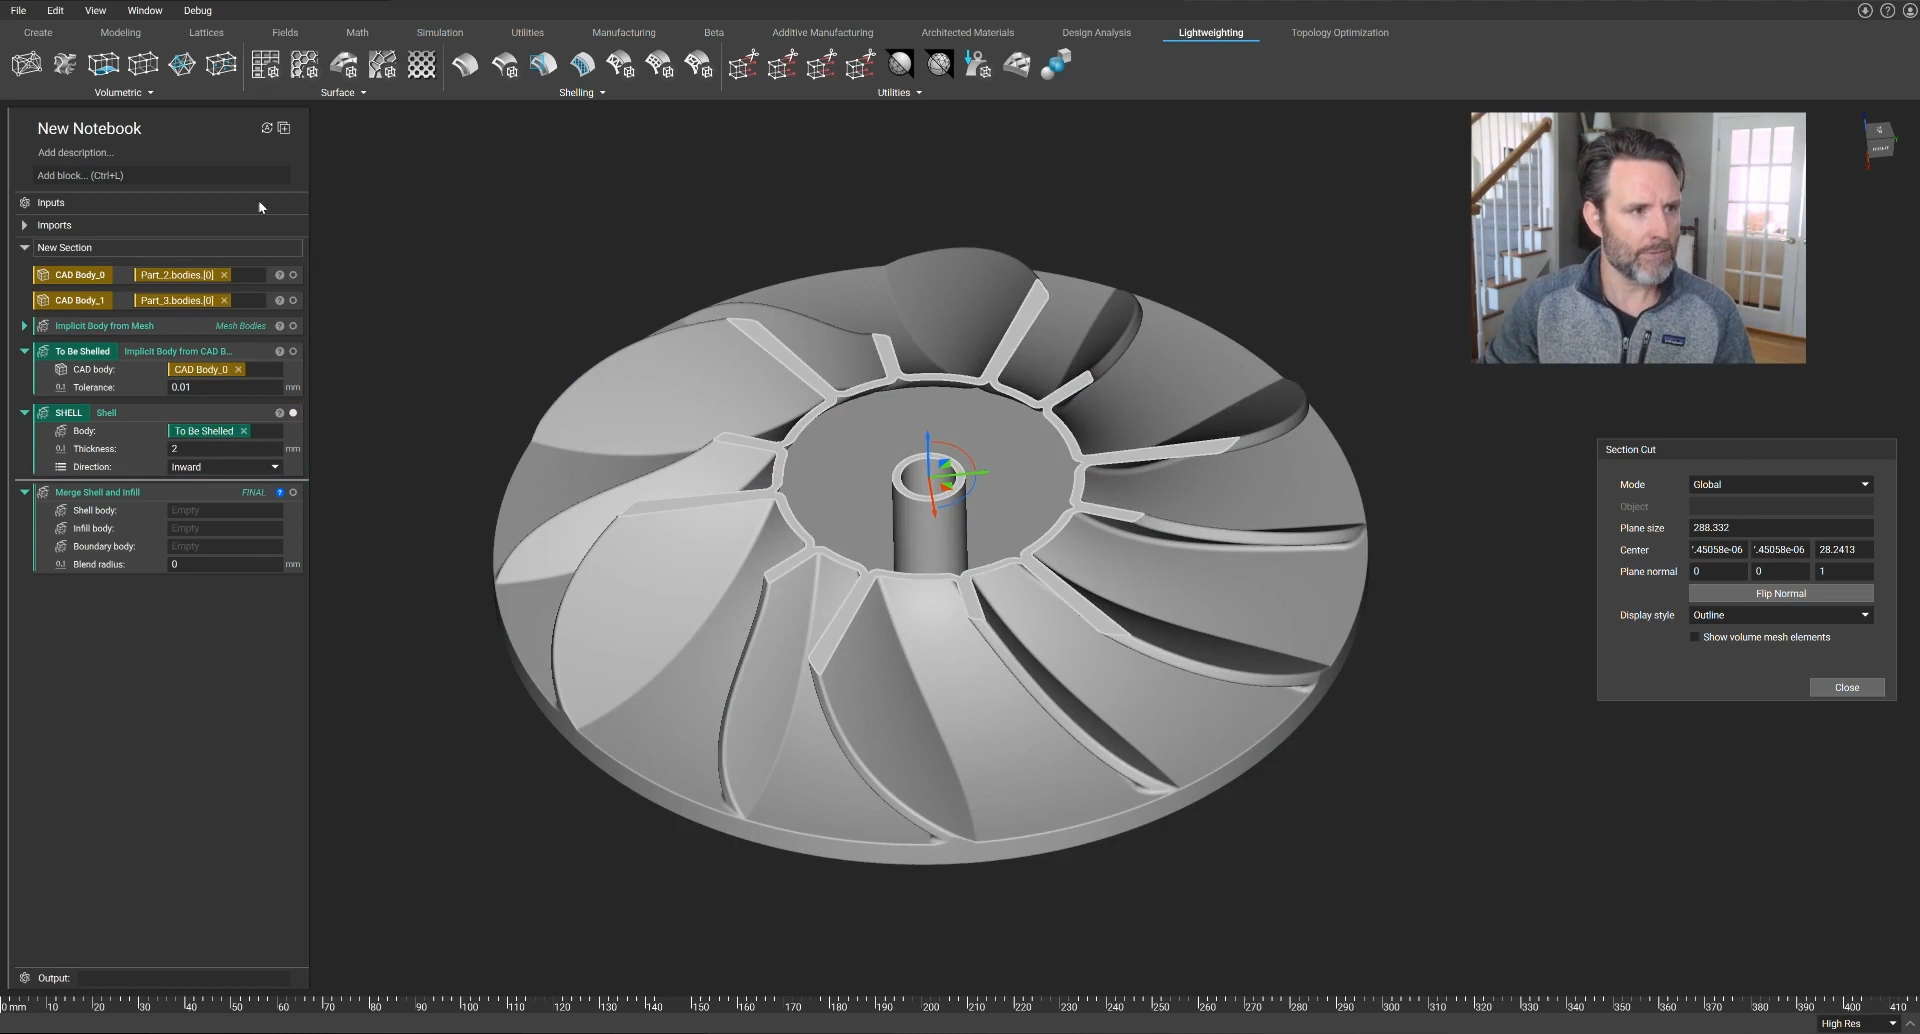 File Edit View Window Debug
Create Modeling Lattices Fields Math Simulation Utilities Manufacturing Beta Additive Manufacturing Architected Materials Design Analysis Lightweighting Topology Optimization
Volumetric Surface Shelling Utilities
New Notebook
Add description...
Add block... (Ctrl+L)
Inputs
Imports
New Section
CAD Body_0 Part_2.bodies.[0]
CAD Body_1 Part_3.bodies.[0]
Implicit Body from Mesh Mesh Bodies
To Be Shelled Implicit Body from CAD B...
CAD body: CAD Body_0
Tolerance: 0.01 mm
SHELL Shell
Body: To Be Shelled
Thickness: 2 mm
Direction: Inward
Merge Shell and Infill FINAL
Shell body: Empty
Infill body: Empty
Boundary body: Empty
Blend radius: 0 mm
Output:
RIGHT
Section Cut
Mode Global
Object
Plane size 288.332
Center '.45058e-06 '.45058e-06 28.2413
Plane normal 0 0 1
Flip Normal
Display style Outline
Show volume mesh elements
Close
0 mm 10 20 30 40 50 60 70 80 90 100 110 120 130 140 150 160 170 180 190 200 210 220 230 240 250 260 270 280 290 300 310 320 330 340 350 360 370 380 390 400 410
High Res